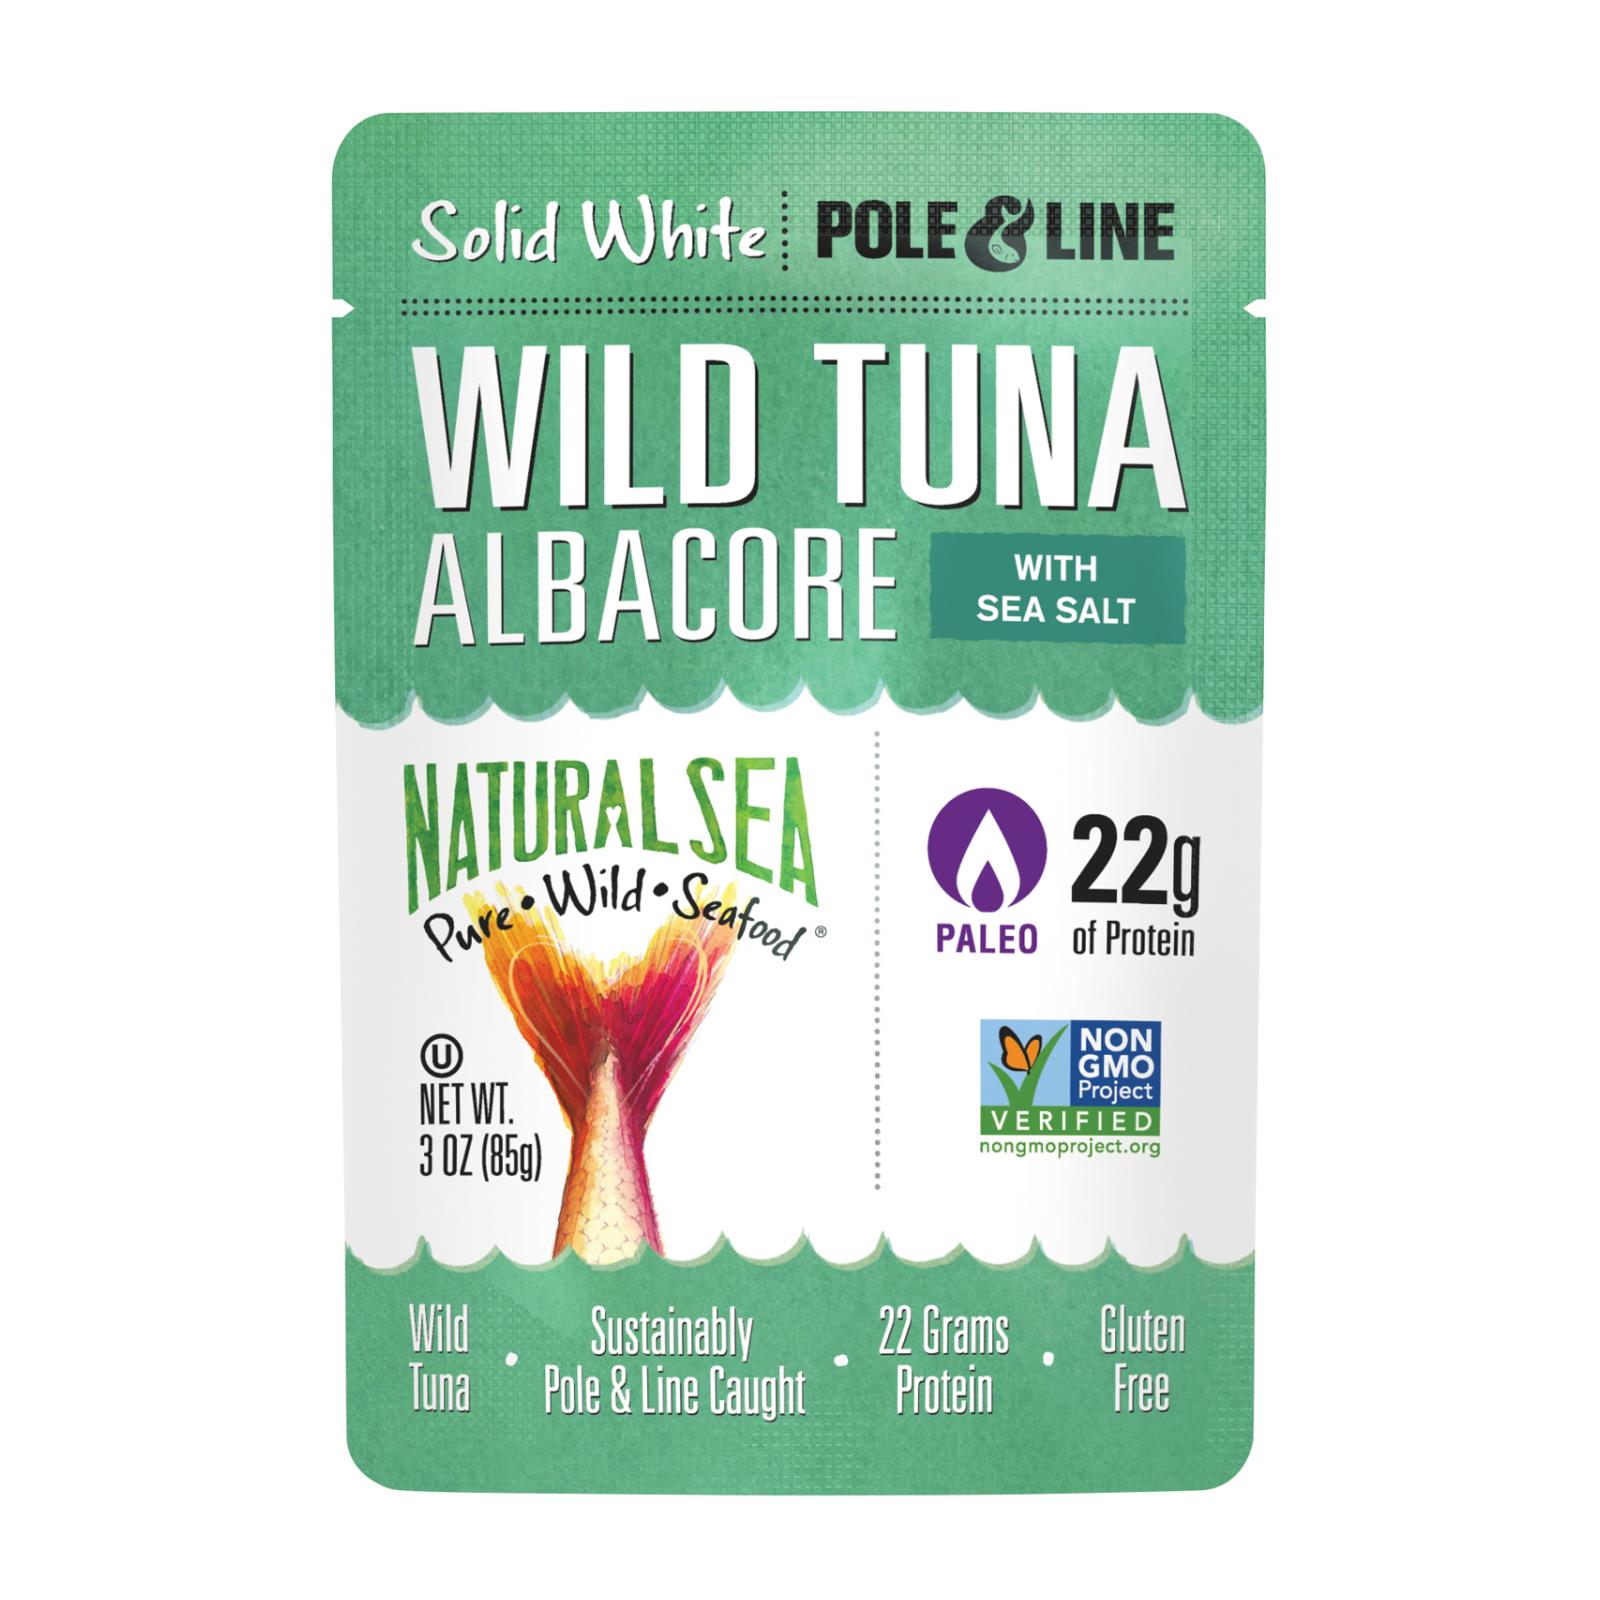 Solid White
POLE & LINE
WILD TUNA
ALBACORE
WITH
SEA SALT
NATURAL SEA
Pure • Wild • Seafood ®
PALEO
22g
of Protein
U
NET WT.
3 OZ (85g)
NON
GMO
Project
VERIFIED
nongmoproject.org
Wild
Tuna
•
Sustainably
Pole & Line Caught
•
22 Grams
Protein
•
Gluten
Free